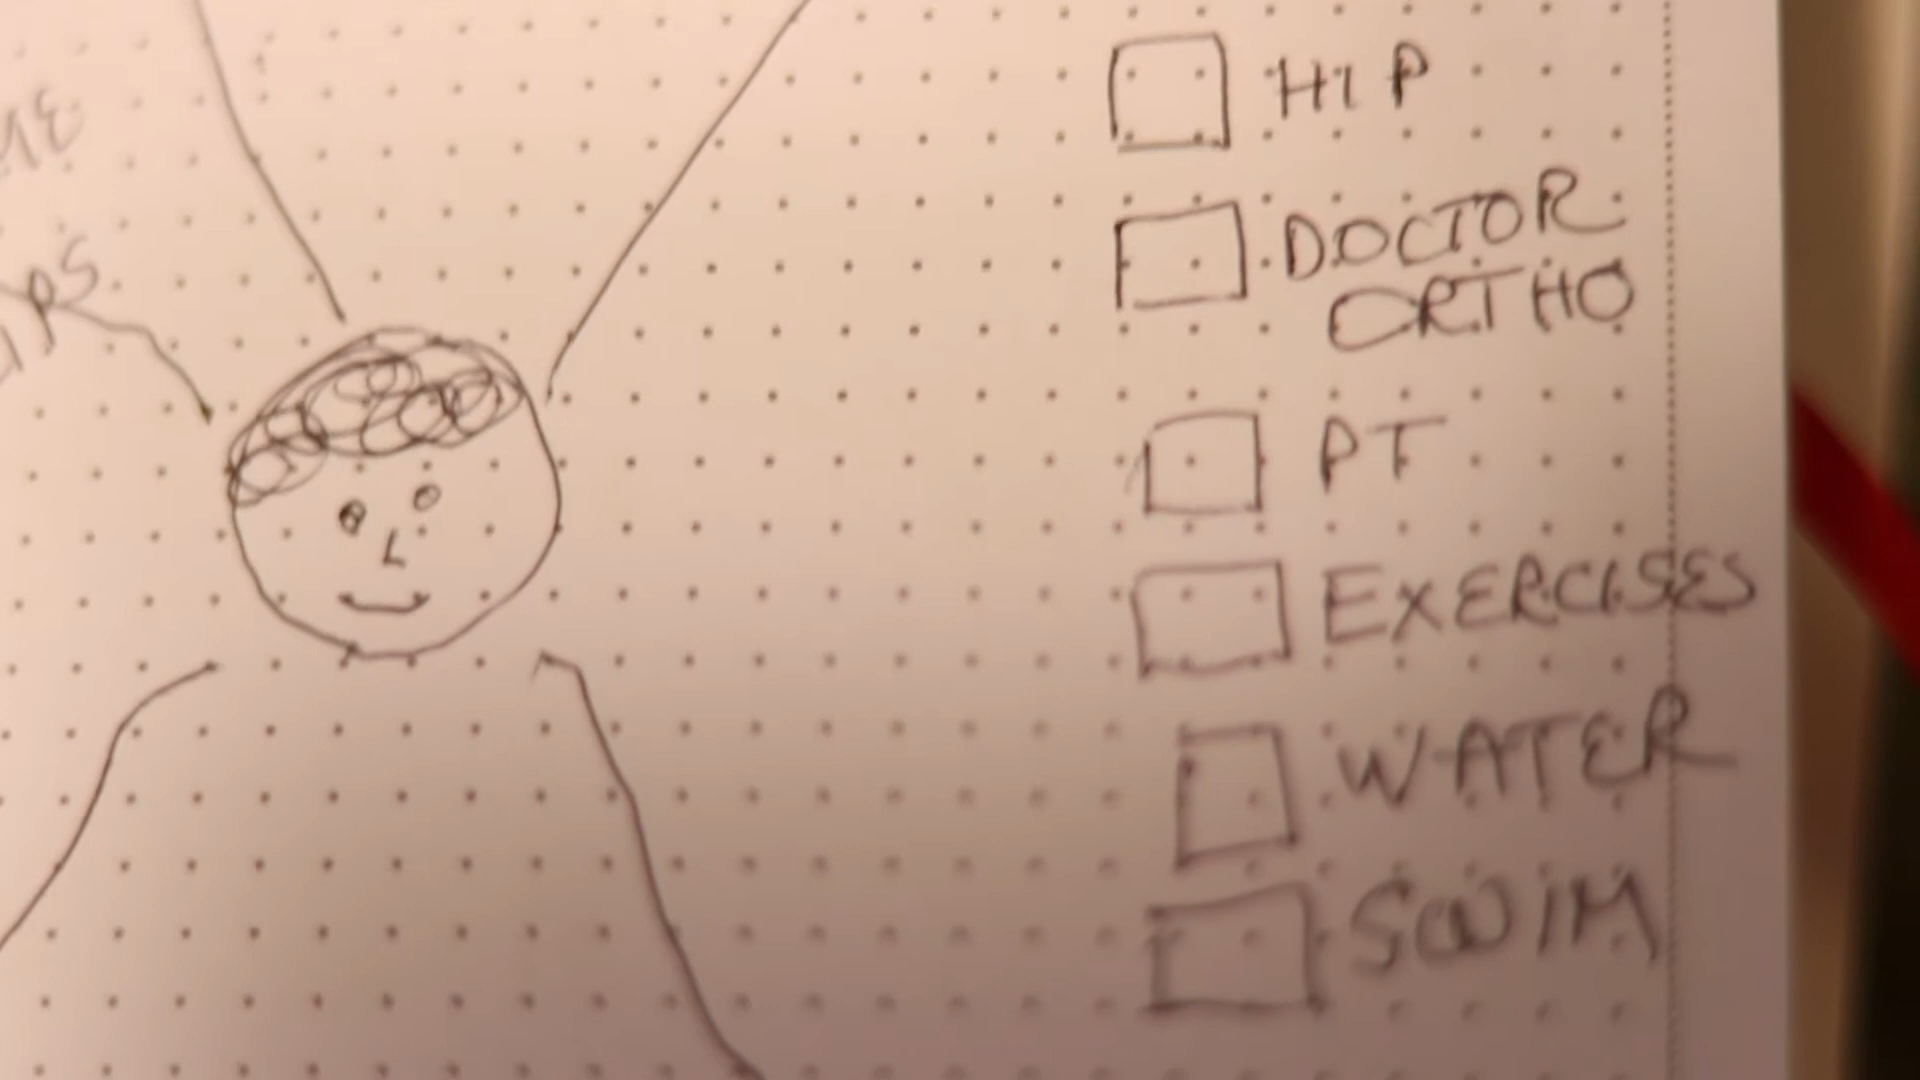 HIP
DOCTOR
ORTHO
PT
EXERCISES
WATER
SWIM